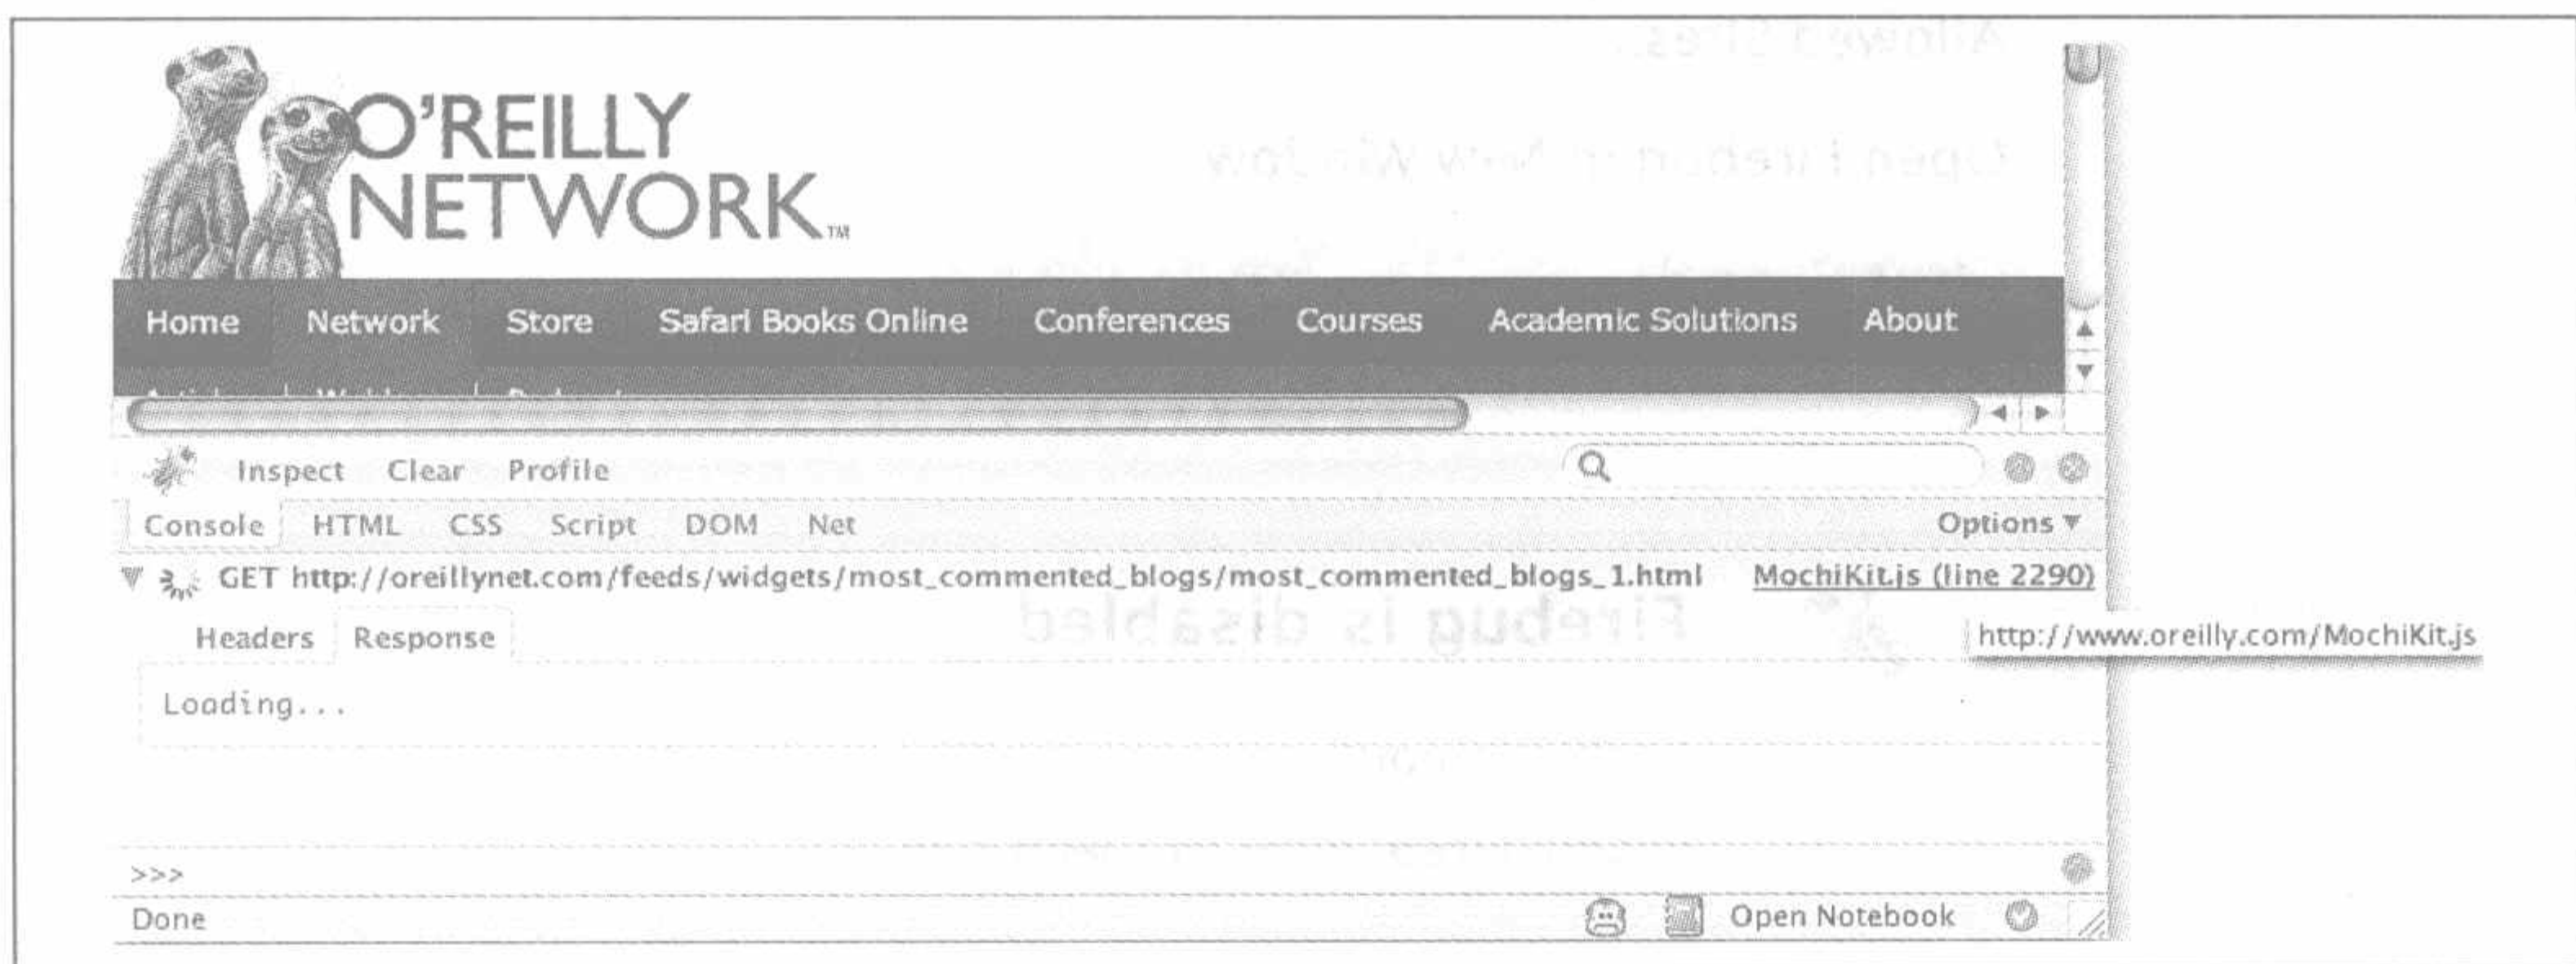 O'REILLY
NETWORK™
Home Network Store Safari Books Online Conferences Courses Academic Solutions About
Inspect Clear Profile
Console HTML CSS Script DOM Net Options
GET http://oreillynet.com/feeds/widgets/most_commented_blogs/most_commented_blogs_1.html MochiKit.js (line 2290)
Headers Response
http://www.oreilly.com/MochiKit.js
Loading...
>>>
Done Open Notebook